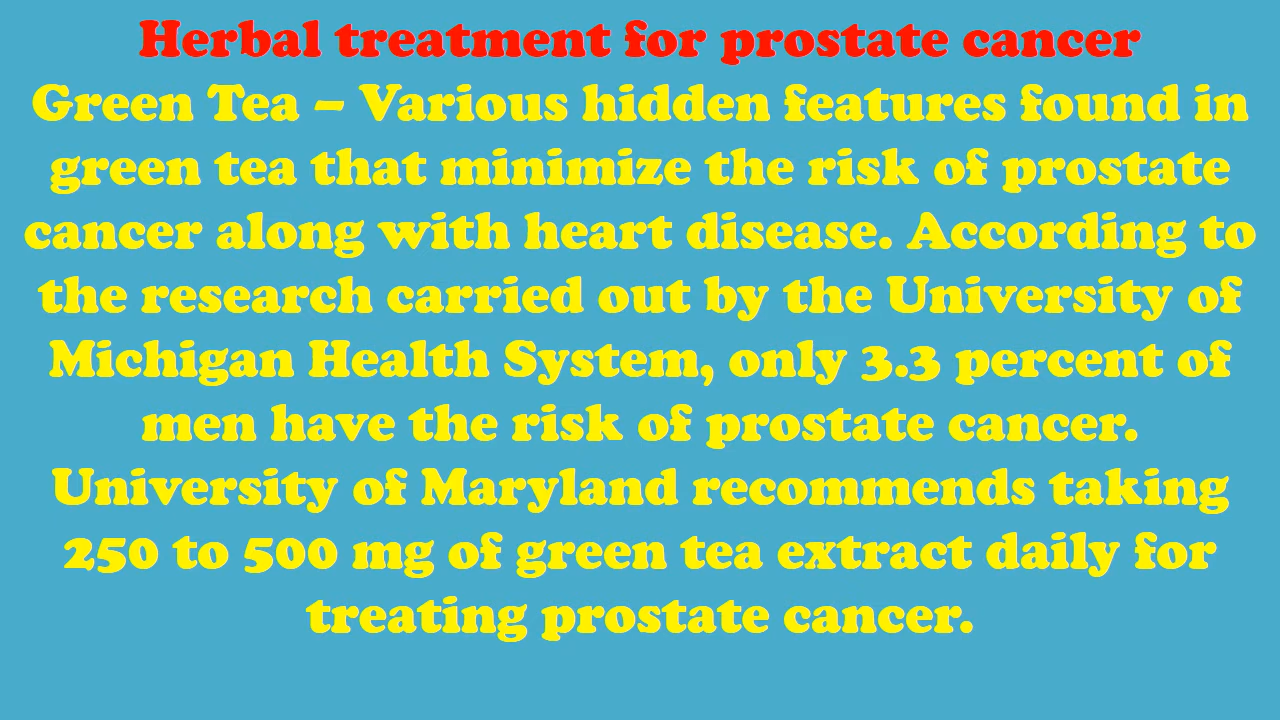 Herbal treatment for prostate cancer
Green Tea – Various hidden features found in
green tea that minimize the risk of prostate
cancer along with heart disease. According to
the research carried out by the University of
Michigan Health System, only 3.3 percent of
men have the risk of prostate cancer.
University of Maryland recommends taking
250 to 500 mg of green tea extract daily for
treating prostate cancer.